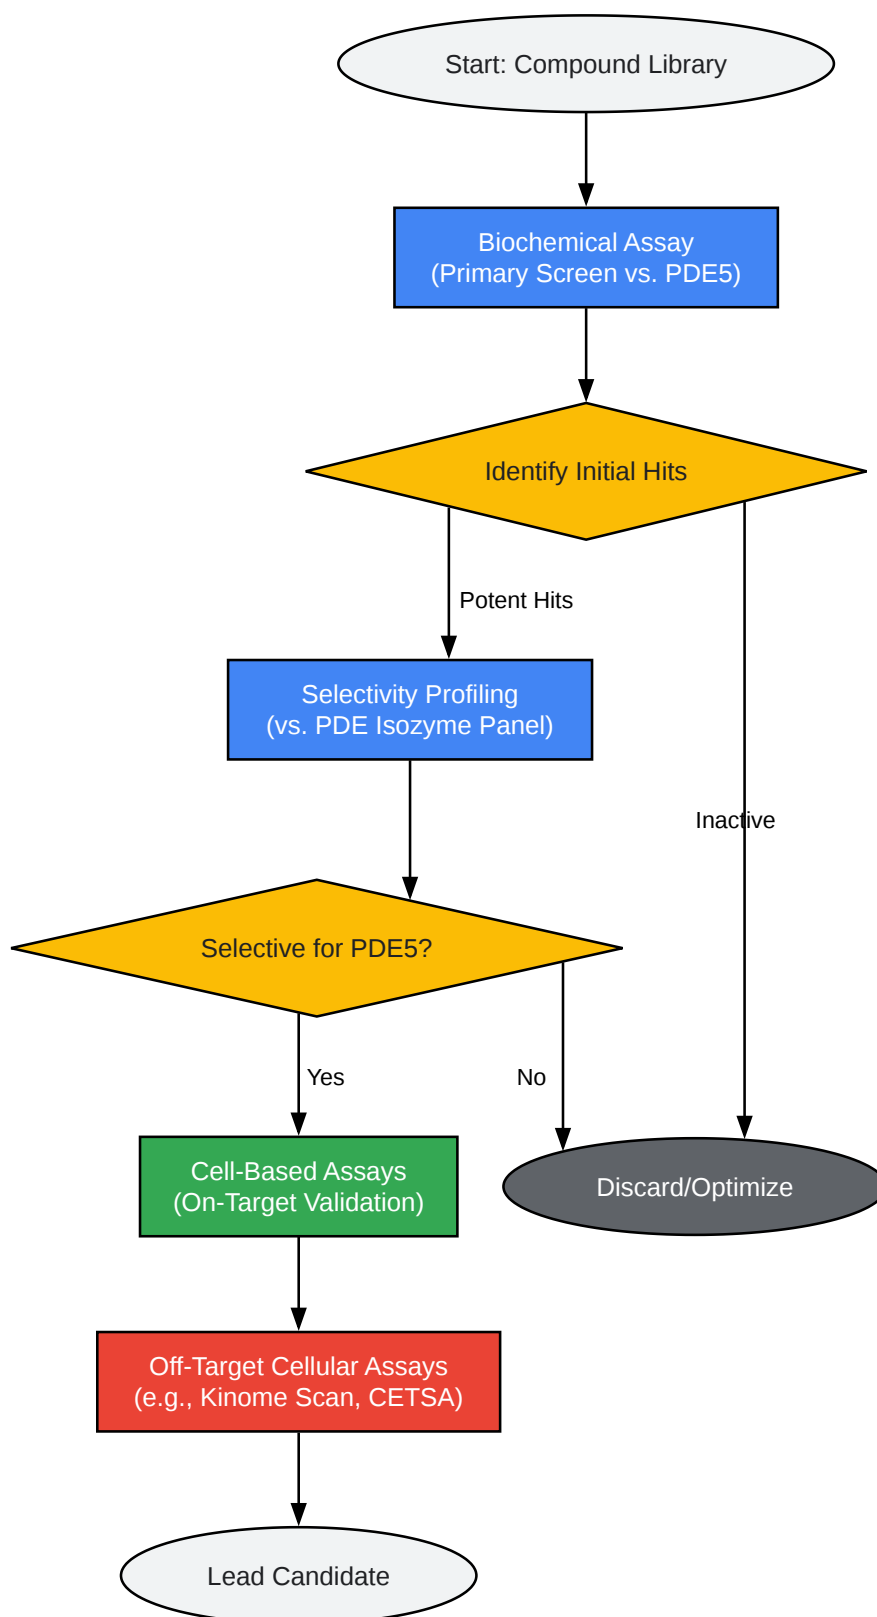 Start: Compound Library
Biochemical Assay
(Primary Screen vs. PDE5)
Identify Initial Hits
Potent Hits
Selectivity Profiling
(vs. PDE Isozyme Panel)
Inactive
Selective for PDE5?
Yes
No
Cell-Based Assays
(On-Target Validation)
Discard/Optimize
Off-Target Cellular Assays
(e.g., Kinome Scan, CETSA)
Lead Candidate